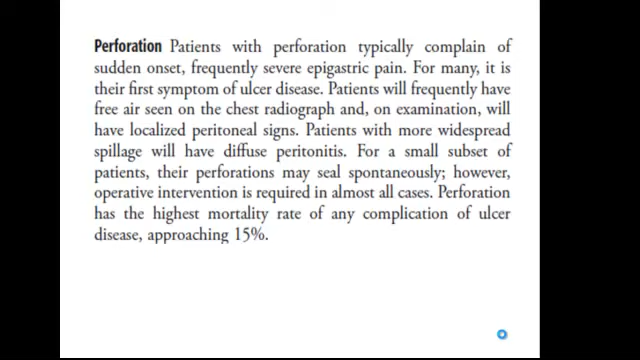 Perforation Patients with perforation typically complain of
sudden onset, frequently severe epigastric pain. For many, it is
their first symptom of ulcer disease. Patients will frequently have
free air seen on the chest radiograph and, on examination, will
have localized peritoneal signs. Patients with more widespread
spillage will have diffuse peritonitis. For a small subset of
patients, their perforations may seal spontaneously; however,
operative intervention is required in almost all cases. Perforation
has the highest mortality rate of any complication of ulcer
disease, approaching 15%.